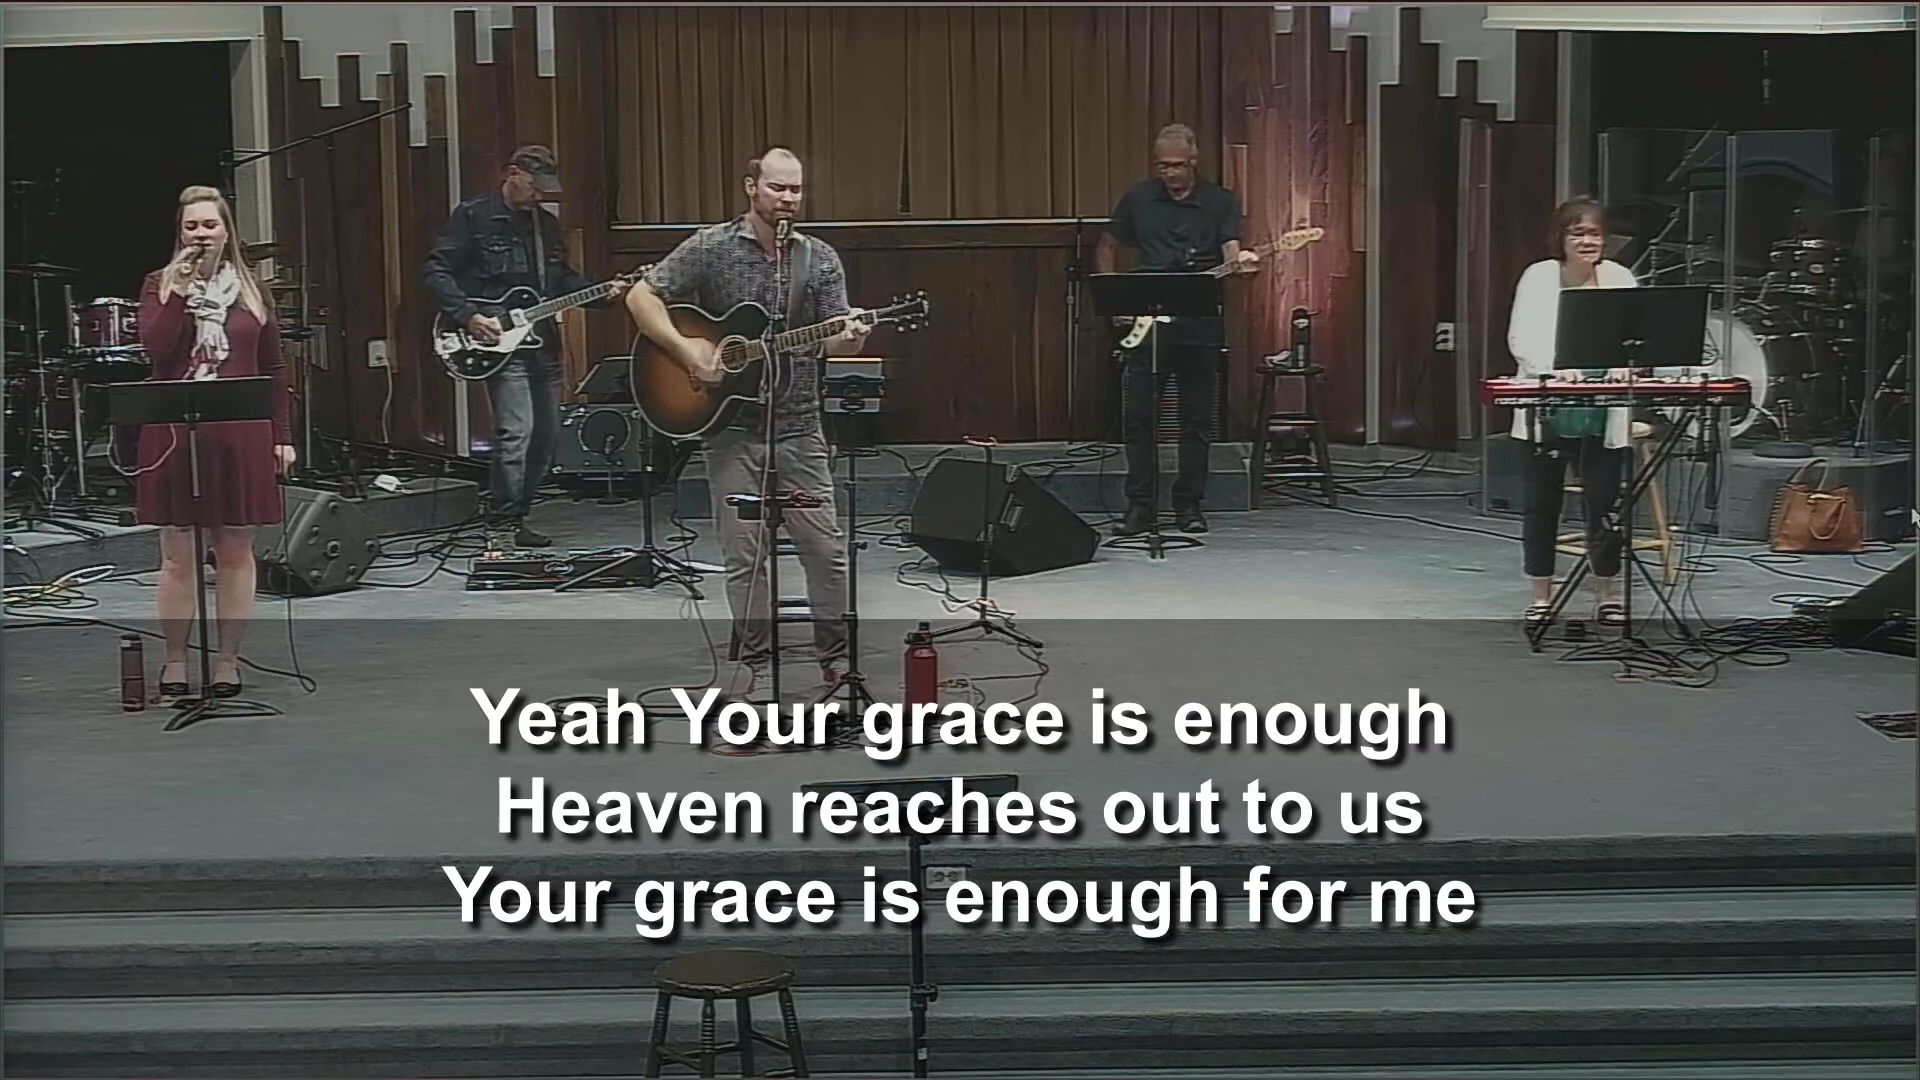 Yeah Your grace is enough
Heaven reaches out to us
Your grace is enough for me